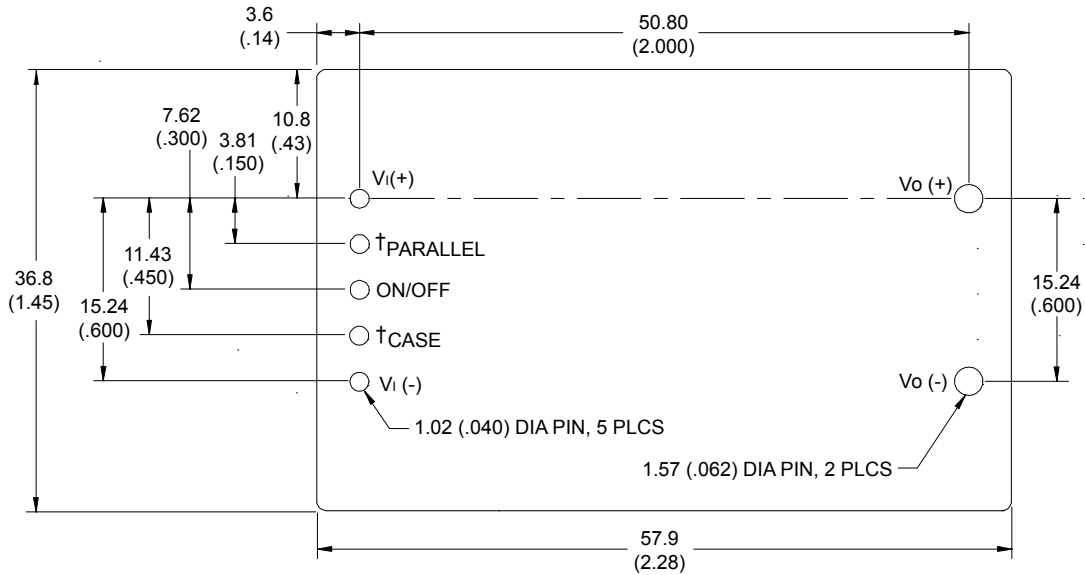 3.6
(.14)
50.80
(2.000)
7.62
(.300)
3.81
(.150)
10.8
(.43)
VI(+)
Vo (+)
†PARALLEL
11.43
(.450)
36.8
(1.45)
15.24
(.600)
ON/OFF
15.24
(.600)
†CASE
VI (-)
Vo (-)
1.02 (.040) DIA PIN, 5 PLCS
1.57 (.062) DIA PIN, 2 PLCS
57.9
(2.28)